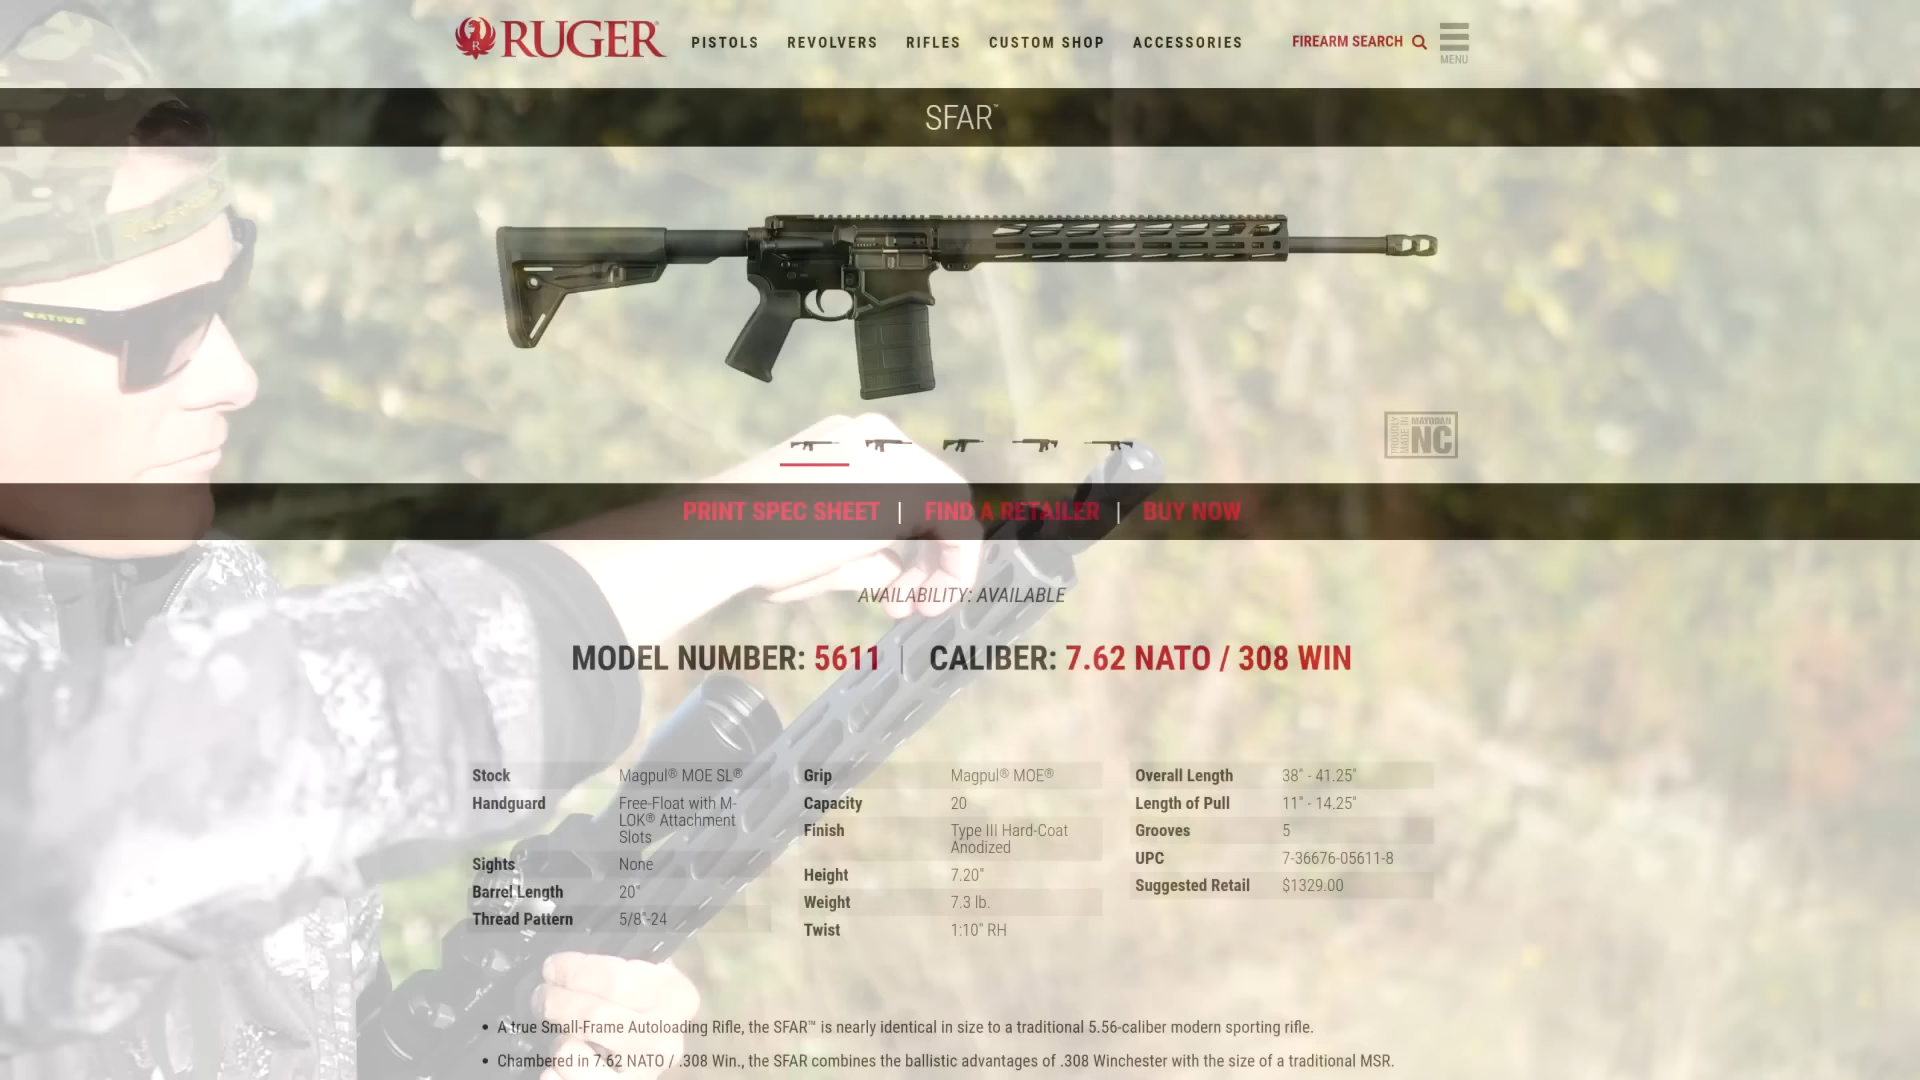 RUGER
PISTOLS REVOLVERS RIFLES CUSTOM SHOP ACCESSORIES FIREARM SEARCH
MENU
SFAR™
NATIVE
PROUDLY MADE IN MAYODAN NC
PRINT SPEC SHEET | FIND A RETAILER | BUY NOW
AVAILABILITY: AVAILABLE
MODEL NUMBER: 5611 | CALIBER: 7.62 NATO / 308 WIN
Stock Magpul® MOE SL®
Handguard Free-Float with M-
LOK® Attachment
Slots
Sights None
Barrel Length 20"
Thread Pattern 5/8"-24
Grip Magpul® MOE®
Capacity 20
Finish Type III Hard-Coat
Anodized
Height 7.20"
Weight 7.3 lb.
Twist 1:10" RH
Overall Length 38" - 41.25"
Length of Pull 11" - 14.25"
Grooves 5
UPC 7-36676-05611-8
Suggested Retail $1329.00
• A true Small-Frame Autoloading Rifle, the SFAR™ is nearly identical in size to a traditional 5.56-caliber modern sporting rifle.
• Chambered in 7.62 NATO / .308 Win., the SFAR combines the ballistic advantages of .308 Winchester with the size of a traditional MSR.